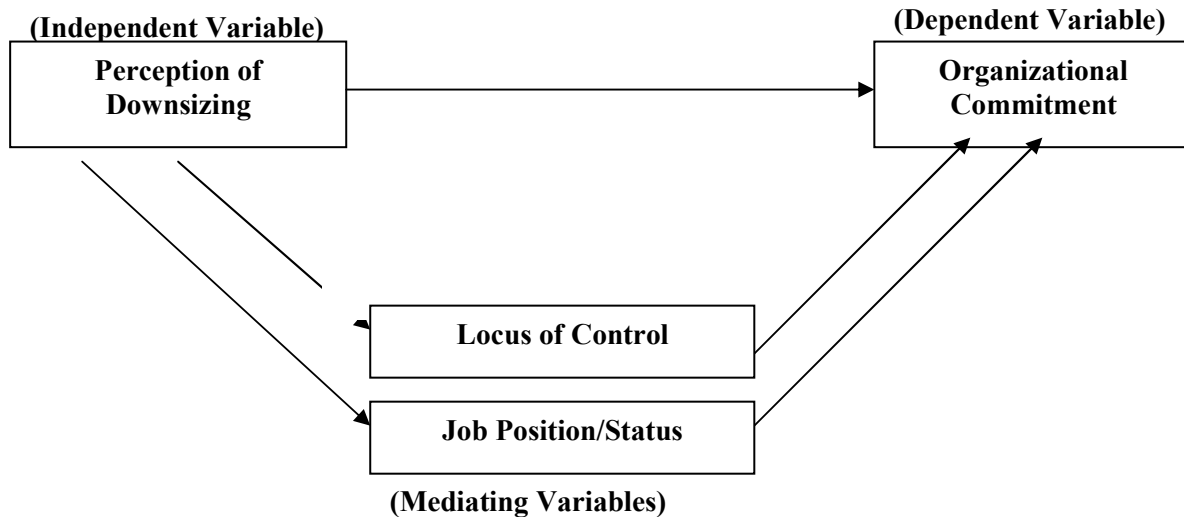 (Independent Variable)
(Dependent Variable)
Perception of
Downsizing
Organizational
Commitment
Locus of Control
Job Position/Status
(Mediating Variables)